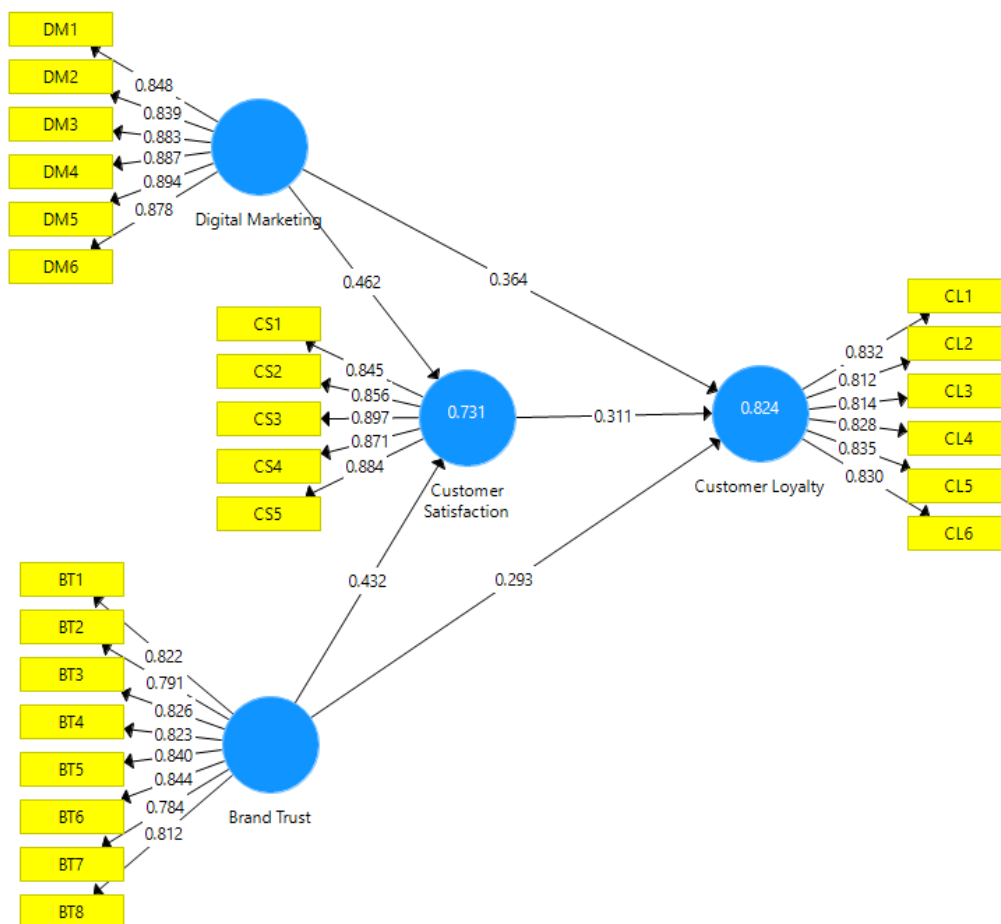 DM1
DM2
DM3
DM4
DM5
DM6
0.848
0.839
0.883
0.887
0.894
0.878
Digital Marketing
0.462
0.364
CS1
CS2
CS3
CS4
CS5
0.845
0.856
0.897
0.871
0.884
0.731
Customer
Satisfaction
0.311
0.824
Customer Loyalty
0.832
0.812
0.814
0.828
0.835
0.830
CL1
CL2
CL3
CL4
CL5
CL6
0.432
0.293
BT1
BT2
BT3
BT4
BT5
BT6
BT7
BT8
0.822
0.791
0.826
0.823
0.840
0.844
0.784
0.812
Brand Trust